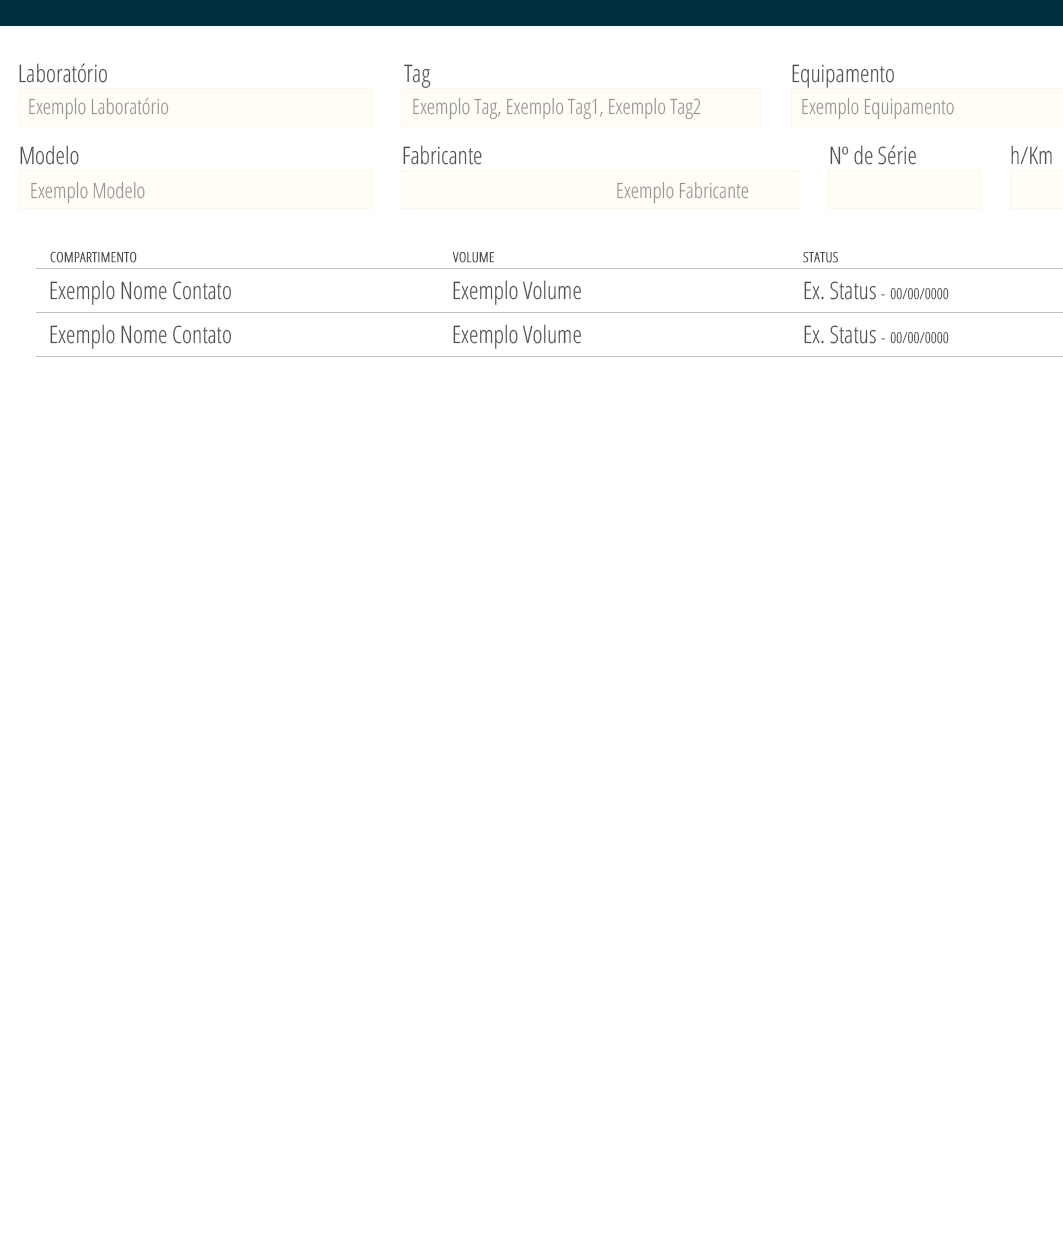 Laboratório Tag Equipamento
Exemplo Laboratório Exemplo Tag, Exemplo Tag1, Exemplo Tag2 Exemplo Equipamento
Modelo Fabricante Nº de Série h/Km
Exemplo Modelo Exemplo Fabricante
COMPARTIMENTO VOLUME STATUS
Exemplo Nome Contato Exemplo Volume Ex. Status - 00/00/0000
Exemplo Nome Contato Exemplo Volume Ex. Status - 00/00/0000